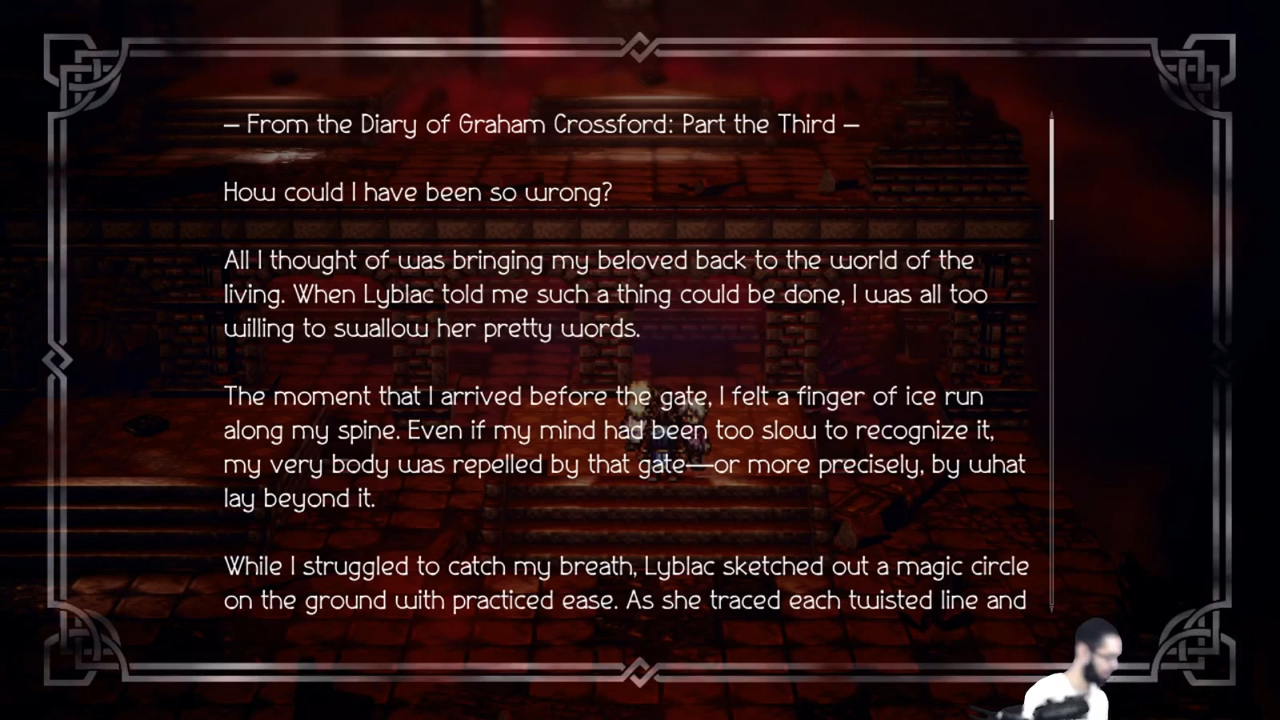 — From the Diary of Graham Crossford: Part the Third —
How could I have been so wrong?
All I thought of was bringing my beloved back to the world of the
living. When Lyblac told me such a thing could be done, I was all too
willing to swallow her pretty words.
The moment that I arrived before the gate, I felt a finger of ice run
along my spine. Even if my mind had been too slow to recognize it,
my very body was repelled by that gate—or more precisely, by what
lay beyond it.
While I struggled to catch my breath, Lyblac sketched out a magic circle
on the ground with practiced ease. As she traced each twisted line and